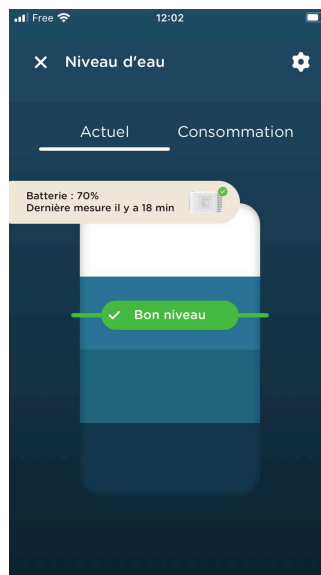 Free 12:02
Niveau d'eau
Actuel Consommation
Batterie : 70%
Dernière mesure il y a 18 min
Bon niveau